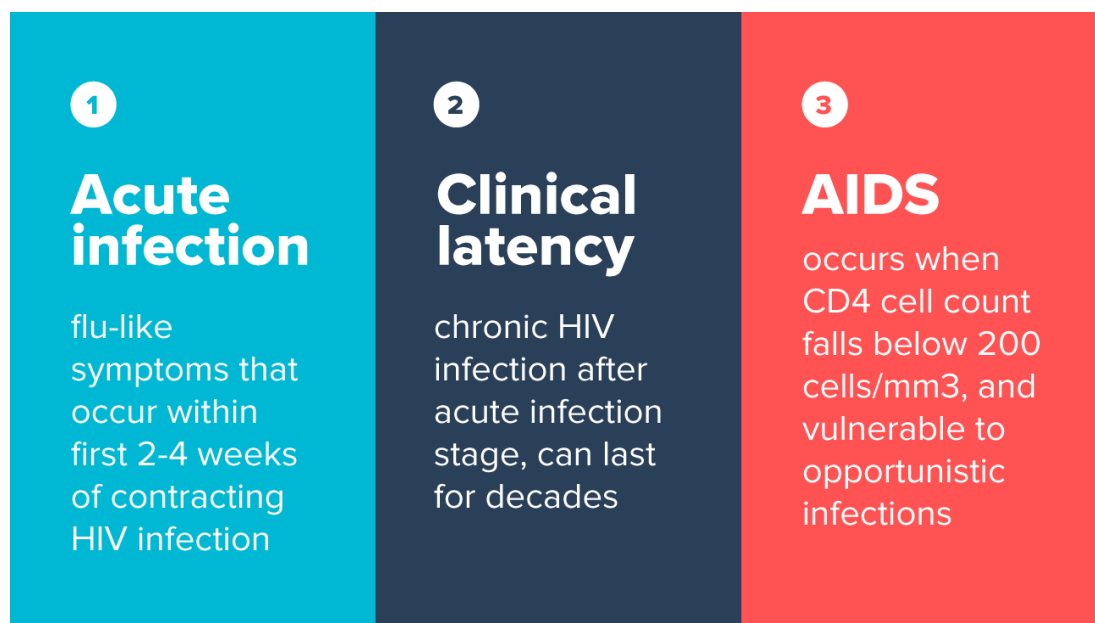 1
Acute
infection
flu-like
symptoms that
occur within
first 2-4 weeks
of contracting
HIV infection
2
Clinical
latency
chronic HIV
infection after
acute infection
stage, can last
for decades
3
AIDS
occurs when
CD4 cell count
falls below 200
cells/mm3, and
vulnerable to
opportunistic
infections